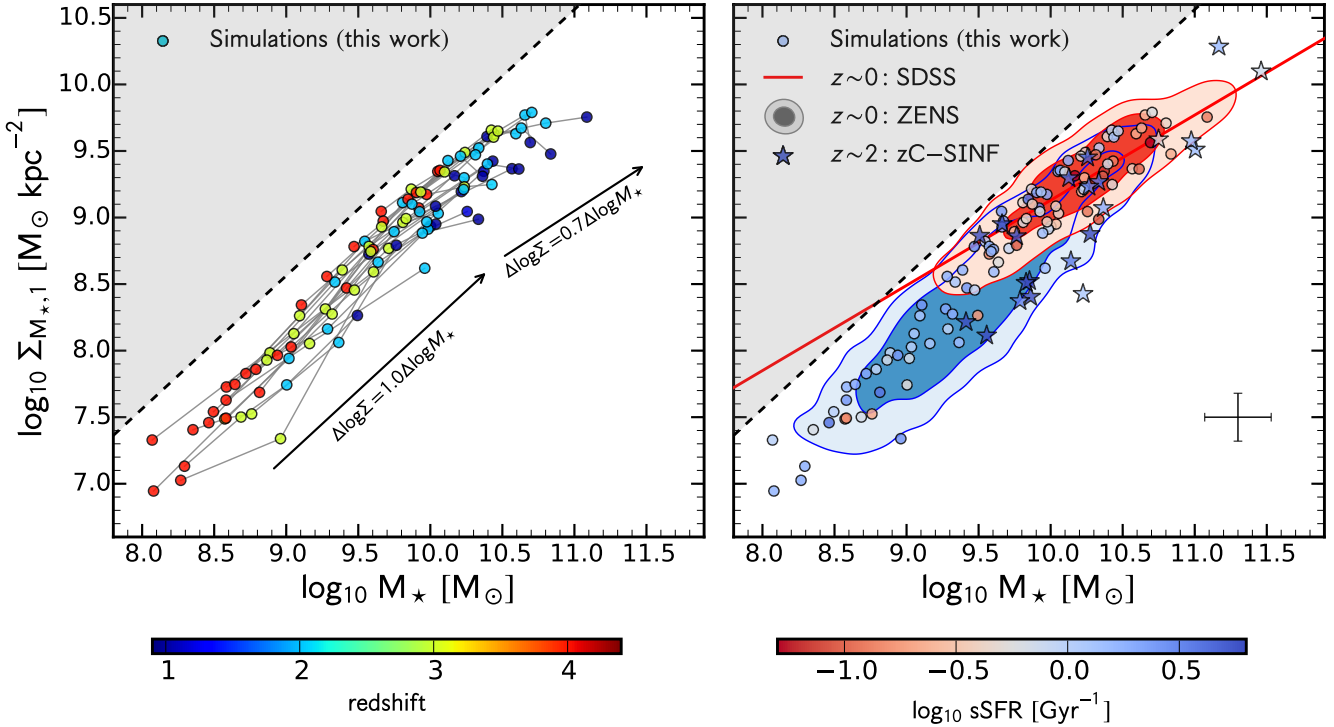 log₁₀ Σ_M⋆,₁ [M⊙ kpc⁻²]
10.5
10.0
9.5
9.0
8.5
8.0
7.5
7.0
Simulations (this work)
ΔlogΣ=1.0ΔlogM⋆
ΔlogΣ=0.7ΔlogM⋆
8.0 8.5 9.0 9.5 10.0 10.5 11.0 11.5
log₁₀ M⋆ [M⊙]
1 2 3 4
redshift
Simulations (this work)
z~0: SDSS
z~0: ZENS
z~2: zC−SINF
8.0 8.5 9.0 9.5 10.0 10.5 11.0 11.5
log₁₀ M⋆ [M⊙]
−1.0 −0.5 0.0 0.5
log₁₀ sSFR [Gyr⁻¹]